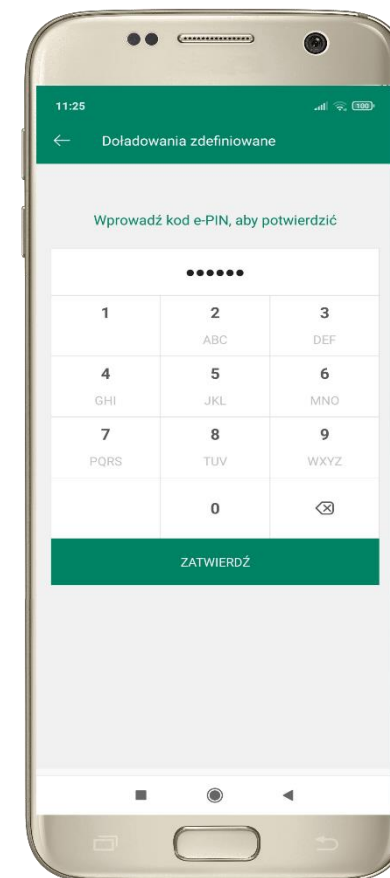 11:25
100
Doładowania zdefiniowane
Wprowadź kod e-PIN, aby potwierdzić
••••••
1 2 3
ABC DEF
4 5 6
GHI JKL MNO
7 8 9
PQRS TUV WXYZ
0
ZATWIERDŹ